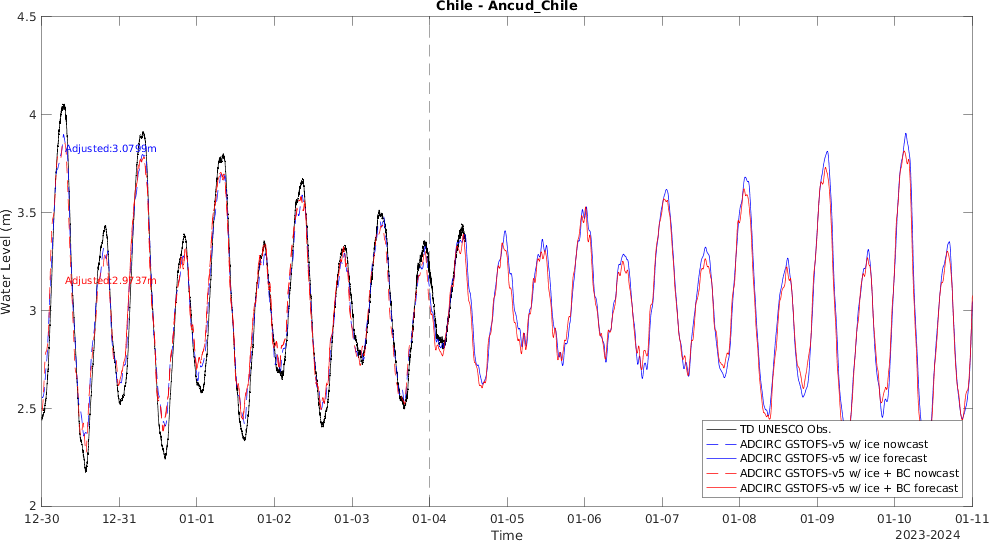 Chile - Ancud_Chile
4.5
4
3.5
3
2.5
2
Water Level (m)
Adjusted:3.0799m
Adjusted:2.9737m
TD UNESCO Obs.
ADCIRC GSTOFS-v5 w/ ice nowcast
ADCIRC GSTOFS-v5 w/ ice forecast
ADCIRC GSTOFS-v5 w/ ice + BC nowcast
ADCIRC GSTOFS-v5 w/ ice + BC forecast
12-30 12-31 01-01 01-02 01-03 01-04 01-05 01-06 01-07 01-08 01-09 01-10 01-11
Time
2023-2024